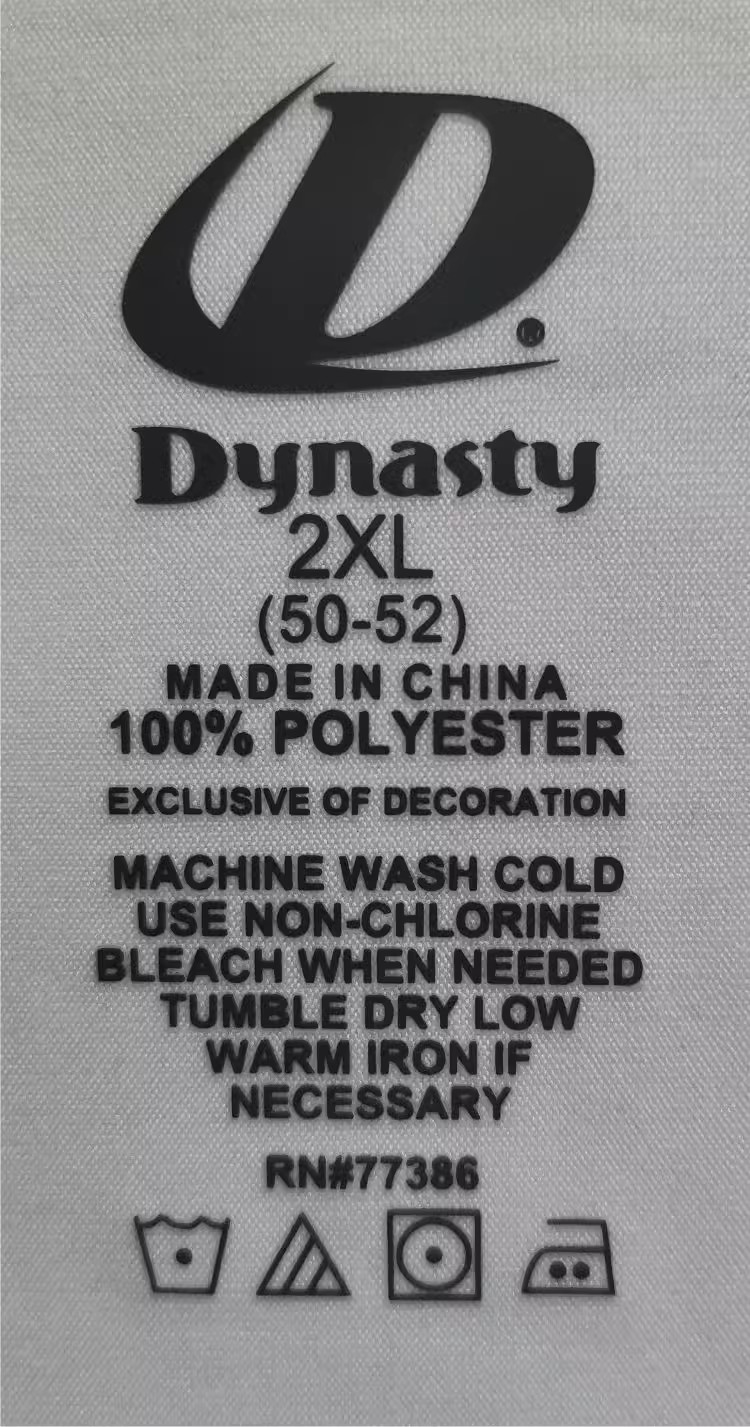 D
®
Dynasty
2XL
(50-52)
MADE IN CHINA
100% POLYESTER
EXCLUSIVE OF DECORATION
MACHINE WASH COLD
USE NON-CHLORINE
BLEACH WHEN NEEDED
TUMBLE DRY LOW
WARM IRON IF
NECESSARY
RN#77386